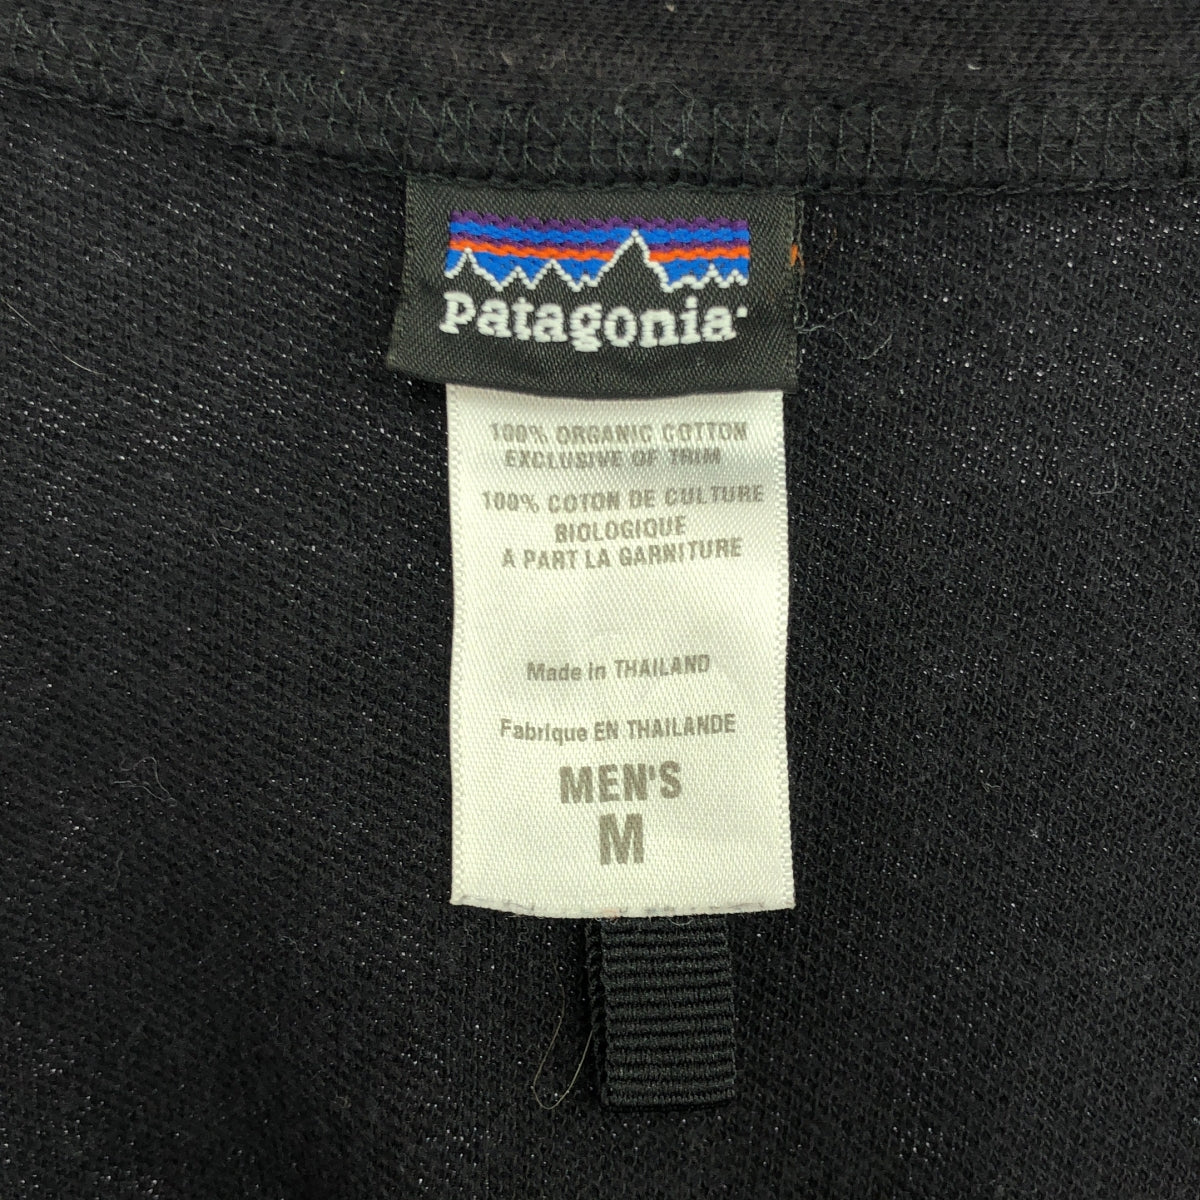 patagonia
100% ORGANIC COTTON
EXCLUSIVE OF TRIM
100% COTON DE CULTURE
BIOLOGIQUE
A PART LA GARNITURE
Made in THAILAND
Fabrique EN THAILANDE
MEN'S
M